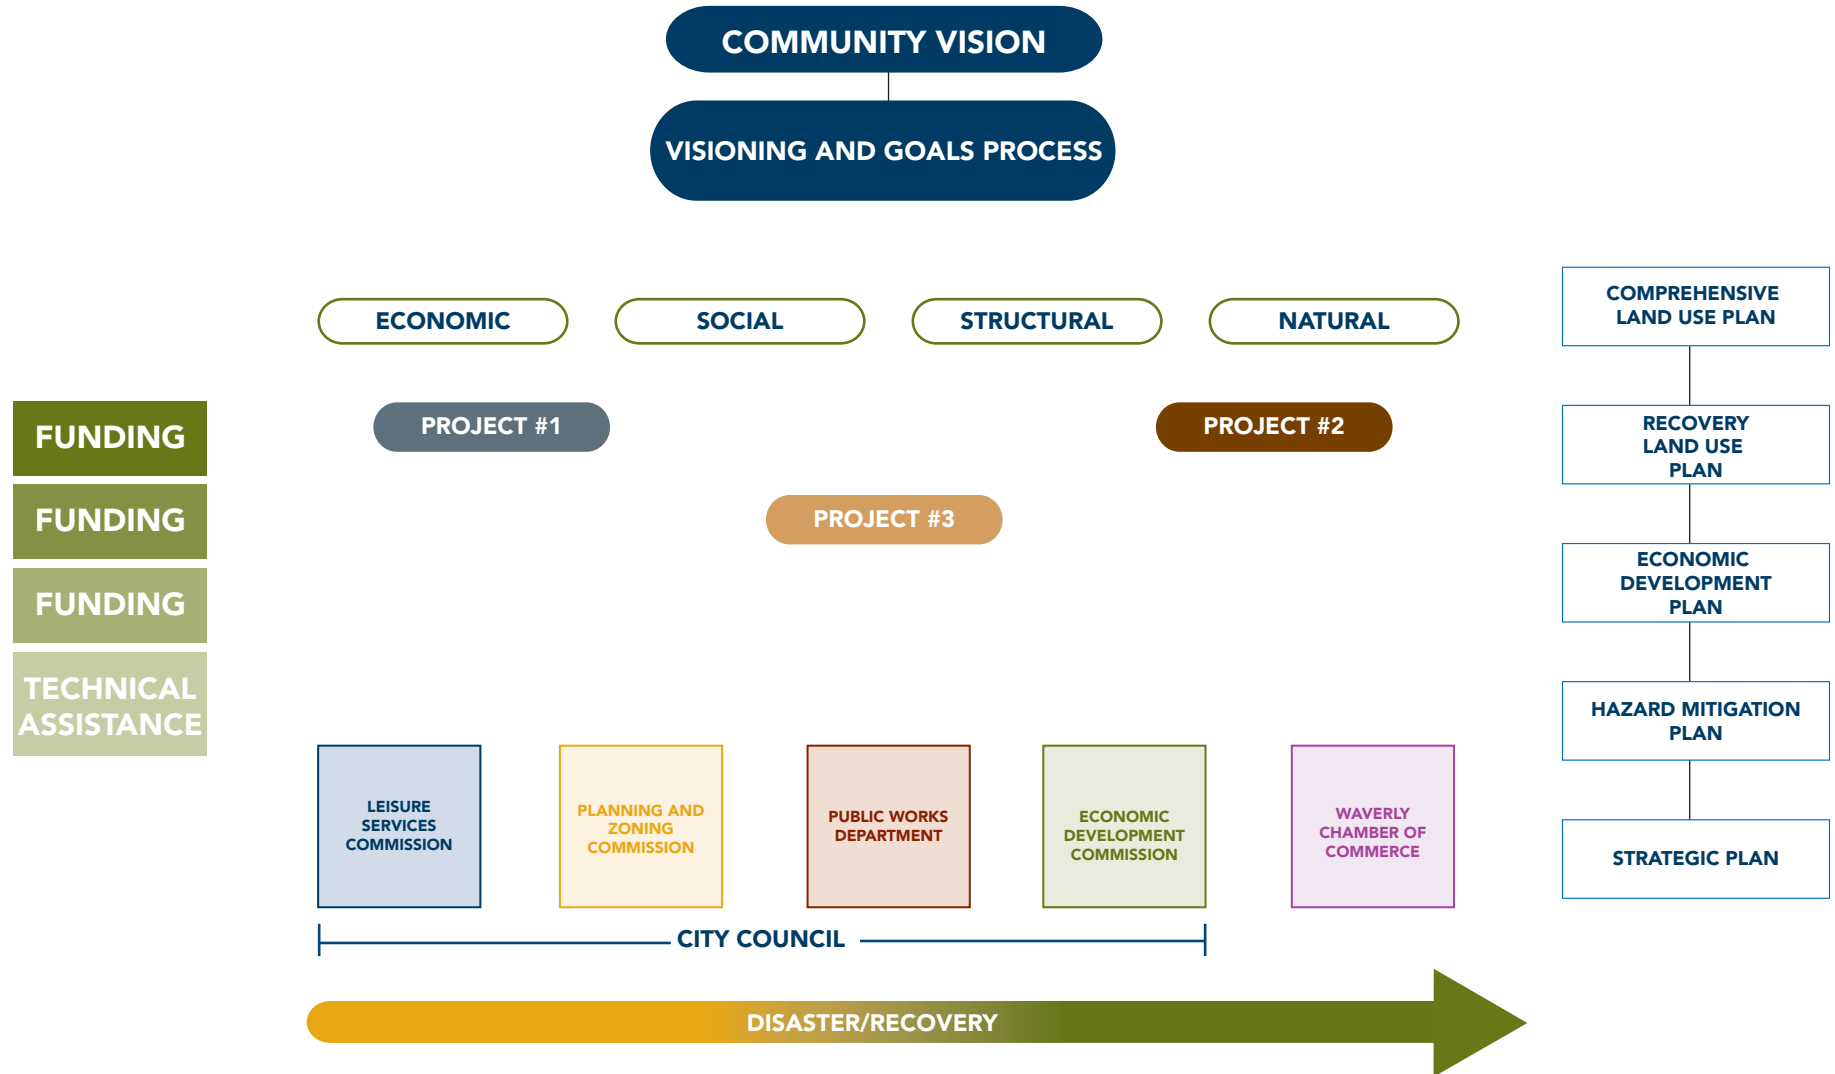 COMMUNITY VISION
VISIONING AND GOALS PROCESS
ECONOMIC
SOCIAL
STRUCTURAL
NATURAL
PROJECT #1
PROJECT #2
PROJECT #3
FUNDING
FUNDING
FUNDING
TECHNICAL
ASSISTANCE
LEISURE
SERVICES
COMMISSION
PLANNING AND
ZONING
COMMISSION
PUBLIC WORKS
DEPARTMENT
ECONOMIC
DEVELOPMENT
COMMISSION
WAVERLY
CHAMBER OF
COMMERCE
CITY COUNCIL
DISASTER/RECOVERY
COMPREHENSIVE
LAND USE PLAN
RECOVERY
LAND USE
PLAN
ECONOMIC
DEVELOPMENT
PLAN
HAZARD MITIGATION
PLAN
STRATEGIC PLAN